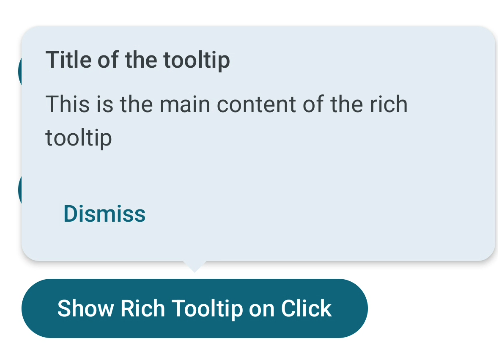 Title of the tooltip
This is the main content of the rich
tooltip
Dismiss
Show Rich Tooltip on Click